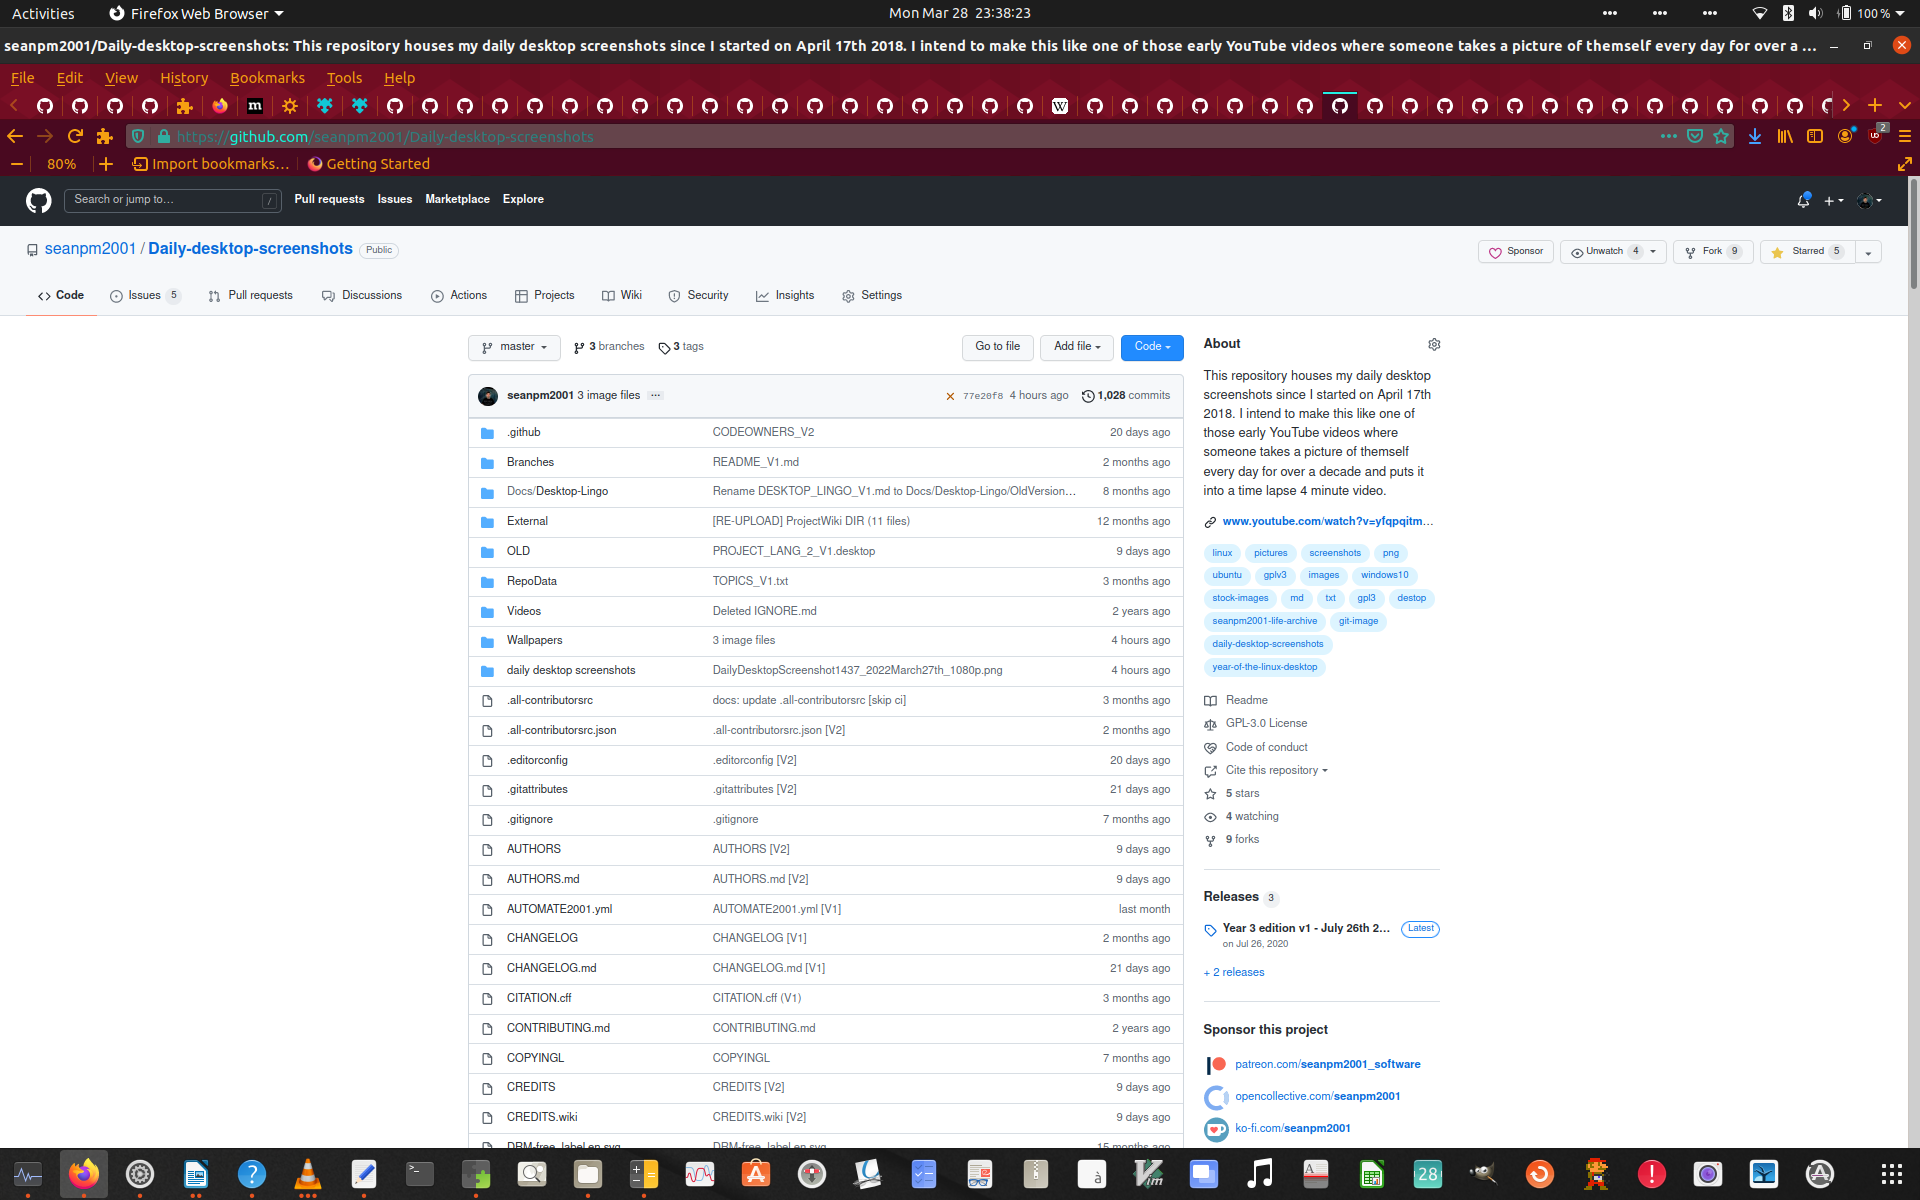 Activities Firefox Web Browser Mon Mar 28 23:38:23 100 %
seanpm2001/Daily-desktop-screenshots: This repository houses my daily desktop screenshots since I started on April 17th 2018. I intend to make this like one of those early YouTube videos where someone takes a picture of themself every day for over a ...
File Edit View History Bookmarks Tools Help
https://github.com/seanpm2001/Daily-desktop-screenshots 2
80% Import bookmarks... Getting Started
Search or jump to... / Pull requests Issues Marketplace Explore
seanpm2001 / Daily-desktop-screenshots Public Sponsor Unwatch 4 Fork 9 Starred 5
Code Issues 5 Pull requests Discussions Actions Projects Wiki Security Insights Settings
master 3 branches 3 tags Go to file Add file Code
seanpm2001 3 image files ... 77e20f8 4 hours ago 1,028 commits
.github CODEOWNERS_V2 20 days ago
Branches README_V1.md 2 months ago
Docs/Desktop-Lingo Rename DESKTOP_LINGO_V1.md to Docs/Desktop-Lingo/OldVersion... 8 months ago
External [RE-UPLOAD] ProjectWiki DIR (11 files) 12 months ago
OLD PROJECT_LANG_2_V1.desktop 9 days ago
RepoData TOPICS_V1.txt 3 months ago
Videos Deleted IGNORE.md 2 years ago
Wallpapers 3 image files 4 hours ago
daily desktop screenshots DailyDesktopScreenshot1437_2022March27th_1080p.png 4 hours ago
.all-contributorsrc docs: update .all-contributorsrc [skip ci] 3 months ago
.all-contributorsrc.json .all-contributorsrc.json [V2] 2 months ago
.editorconfig .editorconfig [V2] 20 days ago
.gitattributes .gitattributes [V2] 21 days ago
.gitignore .gitignore 7 months ago
AUTHORS AUTHORS [V2] 9 days ago
AUTHORS.md AUTHORS.md [V2] 9 days ago
AUTOMATE2001.yml AUTOMATE2001.yml [V1] last month
CHANGELOG CHANGELOG [V1] 2 months ago
CHANGELOG.md CHANGELOG.md [V1] 21 days ago
CITATION.cff CITATION.cff (V1) 3 months ago
CONTRIBUTING.md CONTRIBUTING.md 2 years ago
COPYINGL COPYINGL 7 months ago
CREDITS CREDITS [V2] 9 days ago
CREDITS.wiki CREDITS.wiki [V2] 9 days ago
DRM-free_label.en.svg DRM-free_label.en.svg 15 months ago
About
This repository houses my daily desktop
screenshots since I started on April 17th
2018. I intend to make this like one of
those early YouTube videos where
someone takes a picture of themself
every day for over a decade and puts it
into a time lapse 4 minute video.
www.youtube.com/watch?v=yfqpqitm...
linux pictures screenshots png
ubuntu gplv3 images windows10
stock-images md txt gpl3 destop
seanpm2001-life-archive git-image
daily-desktop-screenshots
year-of-the-linux-desktop
Readme
GPL-3.0 License
Code of conduct
Cite this repository
5 stars
4 watching
9 forks
Releases 3
Year 3 edition v1 - July 26th 2... Latest
on Jul 26, 2020
+ 2 releases
Sponsor this project
patreon.com/seanpm2001_software
opencollective.com/seanpm2001
ko-fi.com/seanpm2001
28